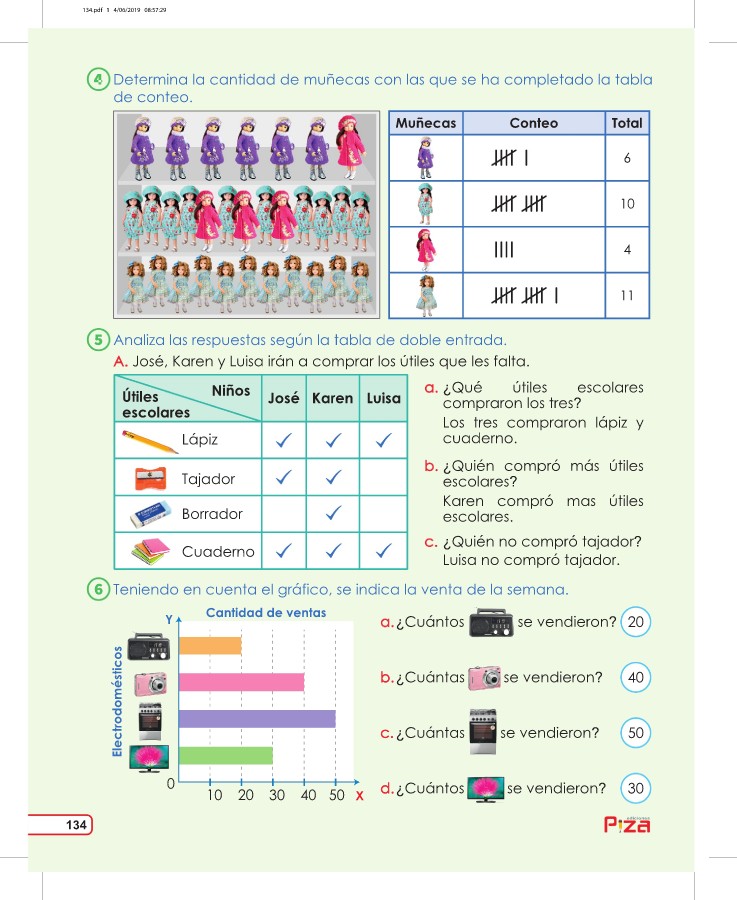 134.pdf 1 4/06/2019 08:57:29
4 Determina la cantidad de muñecas con las que se ha completado la tabla
de conteo.
Muñecas Conteo Total
6
10
4
11
5 Analiza las respuestas según la tabla de doble entrada.
A. José, Karen y Luisa irán a comprar los útiles que les falta.
Niños
Útiles
escolares
José Karen Luisa
Lápiz
Tajador
Borrador
Cuaderno
a. ¿Qué útiles escolares
compraron los tres?
Los tres compraron lápiz y
cuaderno.
b. ¿Quién compró más útiles
escolares?
Karen compró mas útiles
escolares.
c. ¿Quién no compró tajador?
Luisa no compró tajador.
6 Teniendo en cuenta el gráfico, se indica la venta de la semana.
Cantidad de ventas
Y
Electrodomésticos
0
10 20 30 40 50 X
a. ¿Cuántos se vendieron? 20
b. ¿Cuántas se vendieron? 40
c. ¿Cuántas se vendieron? 50
d. ¿Cuántos se vendieron? 30
134
ediciones
Piza